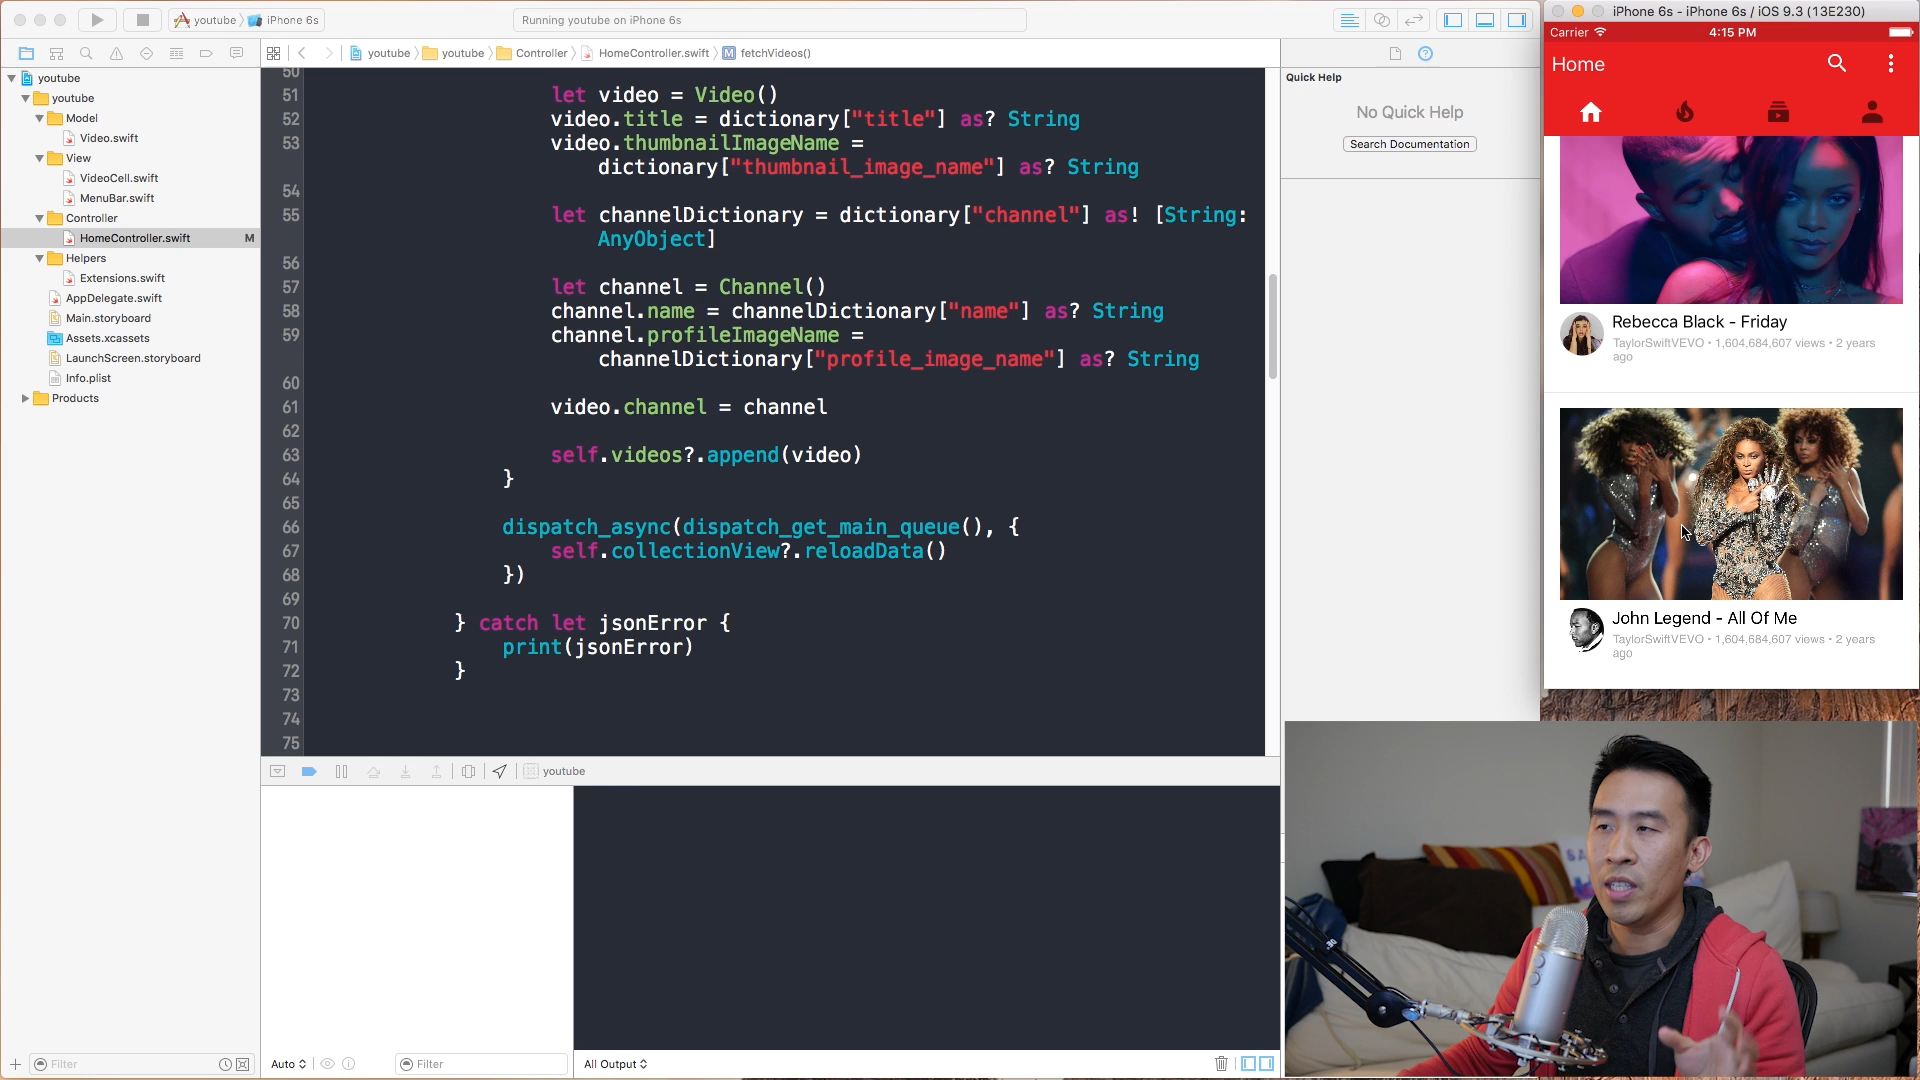 youtube
iPhone 6s
Running youtube on iPhone 6s
iPhone 6s - iPhone 6s / iOS 9.3 (13E230)
youtube
youtube
Controller
HomeController.swift
M
fetchVideos()
youtube
youtube
Model
Video.swift
View
VideoCell.swift
MenuBar.swift
Controller
HomeController.swift
M
Helpers
Extensions.swift
AppDelegate.swift
Main.storyboard
Assets.xcassets
LaunchScreen.storyboard
Info.plist
Products
Filter
50
51 let video = Video()
52 video.title = dictionary["title"] as? String
53 video.thumbnailImageName =
dictionary["thumbnail_image_name"] as? String
54
55 let channelDictionary = dictionary["channel"] as! [String:
AnyObject]
56
57 let channel = Channel()
58 channel.name = channelDictionary["name"] as? String
59 channel.profileImageName =
channelDictionary["profile_image_name"] as? String
60
61 video.channel = channel
62
63 self.videos?.append(video)
64 }
65
66 dispatch_async(dispatch_get_main_queue(), {
67 self.collectionView?.reloadData()
68 })
69
70 } catch let jsonError {
71 print(jsonError)
72 }
73
74
75
youtube
Auto
Filter
All Output
Quick Help
No Quick Help
Search Documentation
Carrier
4:15 PM
Home
Rebecca Black - Friday
TaylorSwiftVEVO • 1,604,684,607 views • 2 years
ago
John Legend - All Of Me
TaylorSwiftVEVO • 1,604,684,607 views • 2 years
ago